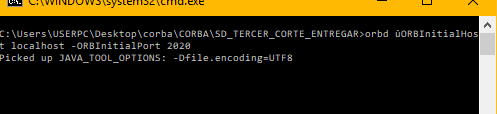 C:\WINDOWS\system32\cmd.exe
C:\Users\USERPC\Desktop\corba\CORBA\SD_TERCER_CORTE_ENTREGAR>orbd ûORBInitialHos
t localhost -ORBInitialPort 2020
Picked up JAVA_TOOL_OPTIONS: -Dfile.encoding=UTF8